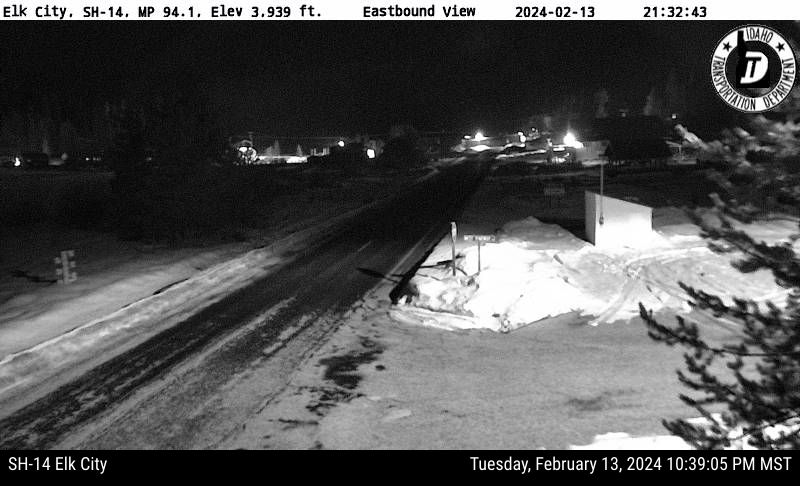 Elk City, SH-14, MP 94.1, Elev 3,939 ft. Eastbound View 2024-02-13 21:32:43
IDAHO
TRANSPORTATION DEPARTMENT
SH-14 Elk City Tuesday, February 13, 2024 10:39:05 PM MST